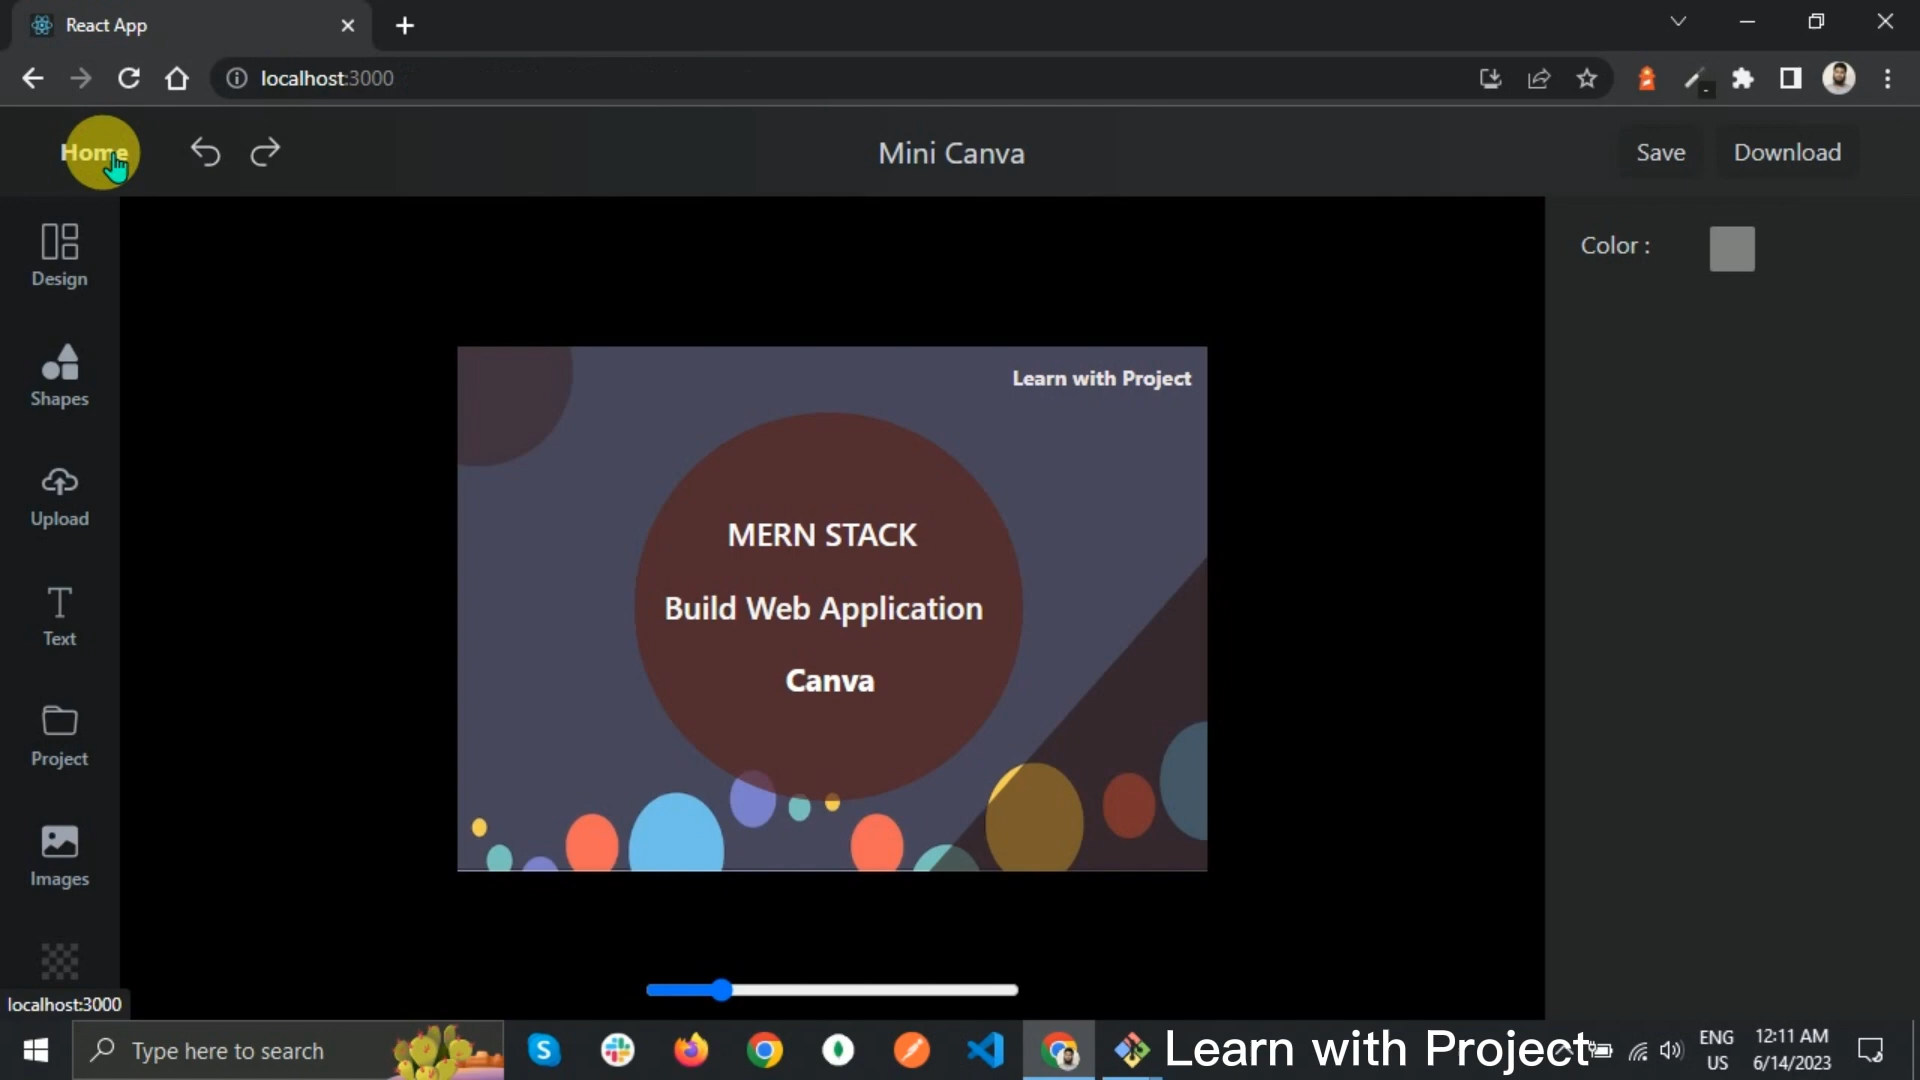 React App
localhost:3000
Home
Mini Canva
Save
Download
Design
Color :
Shapes
Upload
Text
Project
Images
Learn with Project
MERN STACK
Build Web Application
Canva
localhost:3000
Type here to search
S
Learn with Project
ENG
US
12:11 AM
6/14/2023